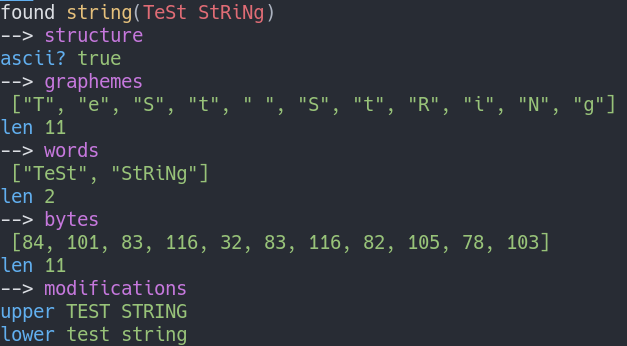 found string(TeSt StRiNg)
--> structure
ascii? true
--> graphemes
["T", "e", "S", "t", " ", "S", "t", "R", "i", "N", "g"]
len 11
--> words
["TeSt", "StRiNg"]
len 2
--> bytes
[84, 101, 83, 116, 32, 83, 116, 82, 105, 78, 103]
len 11
--> modifications
upper TEST STRING
lower test string